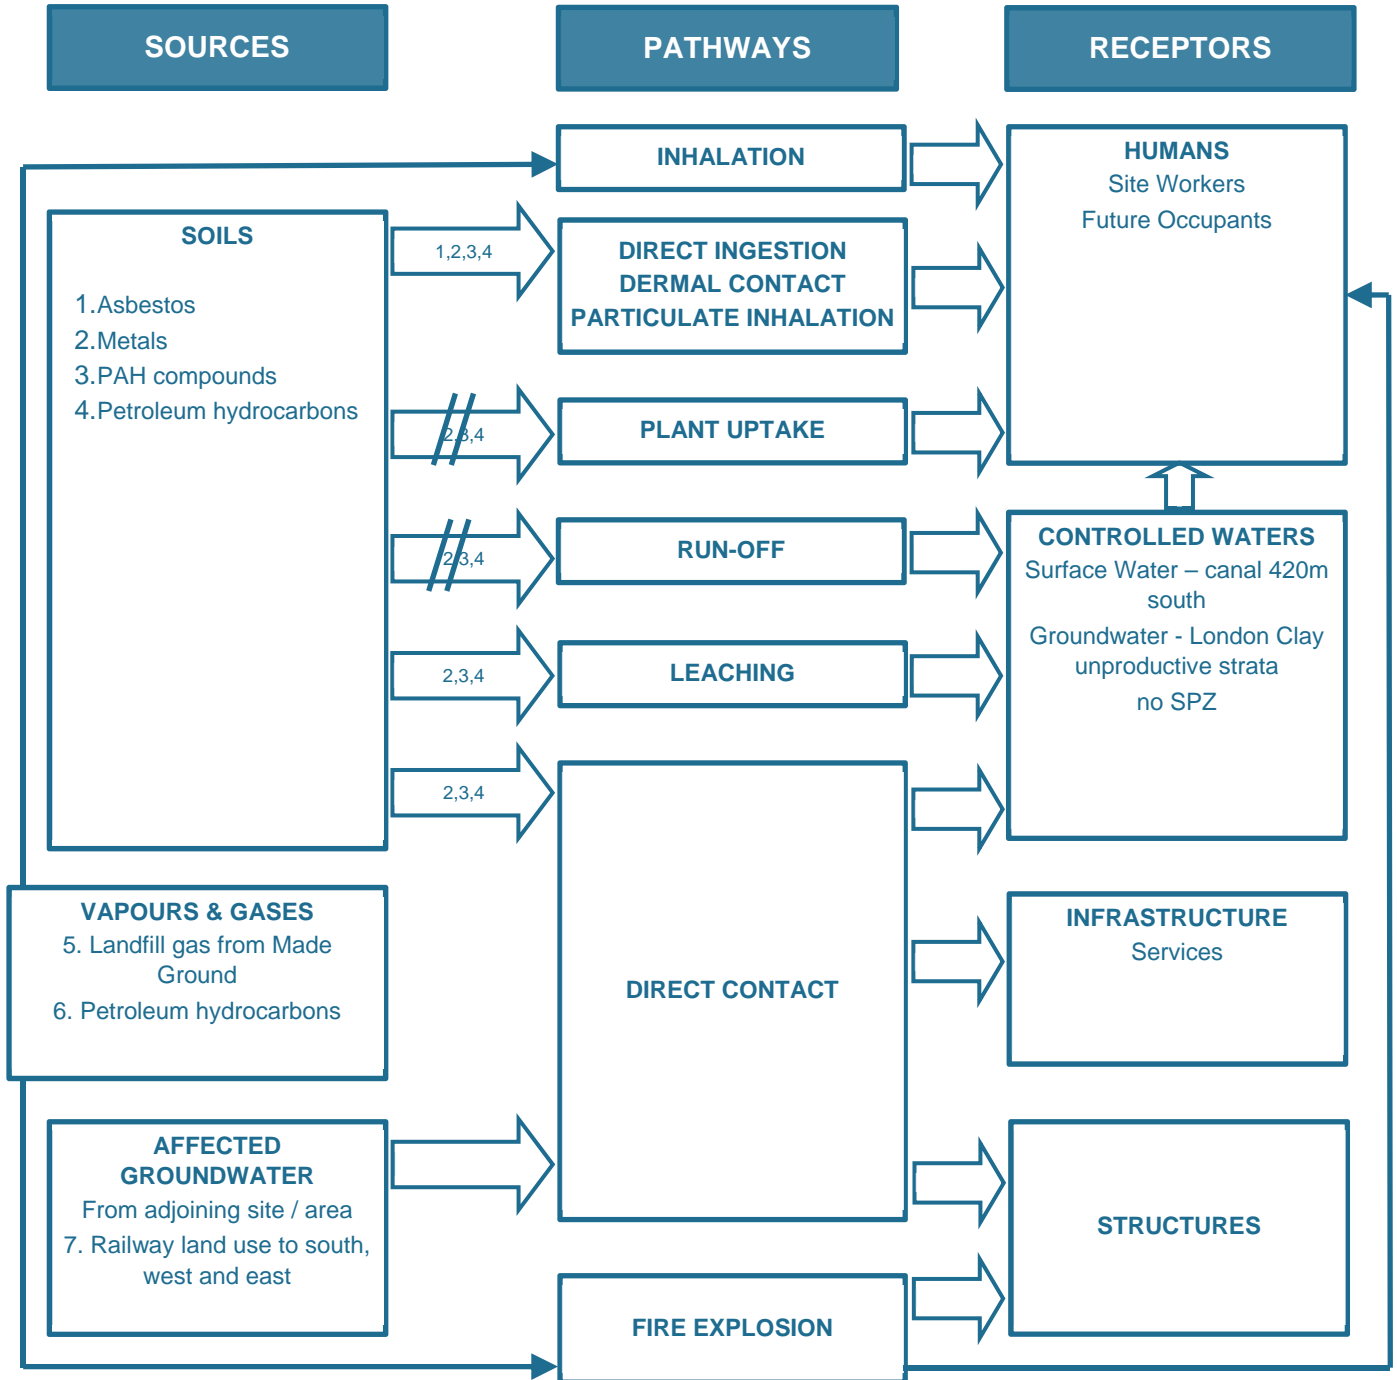 SOURCES
PATHWAYS
RECEPTORS
INHALATION
HUMANS
Site Workers
Future Occupants
SOILS
1.Asbestos
2.Metals
3.PAH compounds
4.Petroleum hydrocarbons
1,2,3,4
DIRECT INGESTION
DERMAL CONTACT
PARTICULATE INHALATION
2,3,4
PLANT UPTAKE
2,3,4
RUN-OFF
CONTROLLED WATERS
Surface Water – canal 420m
south
Groundwater - London Clay
unproductive strata
no SPZ
2,3,4
LEACHING
2,3,4
DIRECT CONTACT
VAPOURS & GASES
5. Landfill gas from Made
Ground
6. Petroleum hydrocarbons
INFRASTRUCTURE
Services
AFFECTED
GROUNDWATER
From adjoining site / area
7. Railway land use to south,
west and east
STRUCTURES
FIRE EXPLOSION